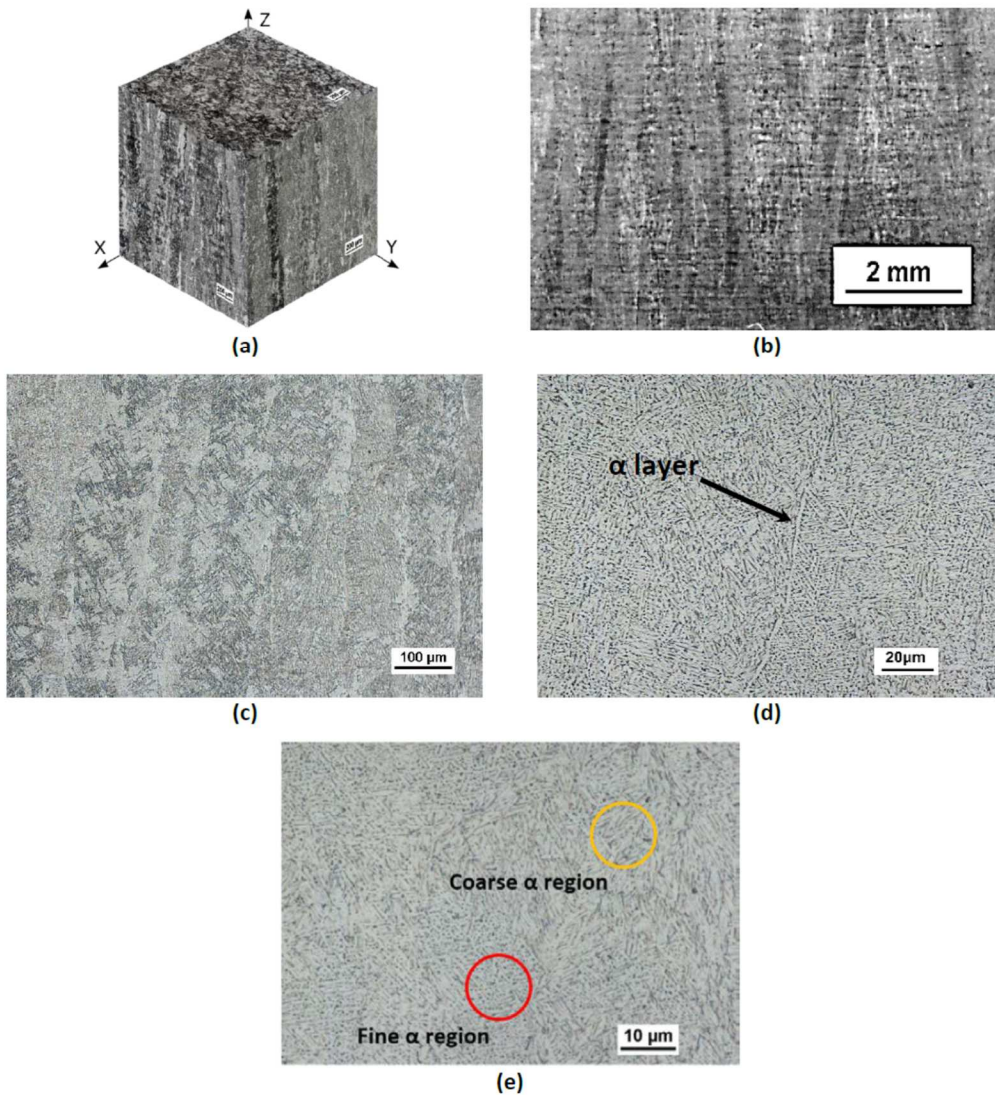 Z
X
Y
(a)
2 mm
(b)
100 µm
(c)
α layer
20µm
(d)
Coarse α region
Fine α region
10 µm
(e)